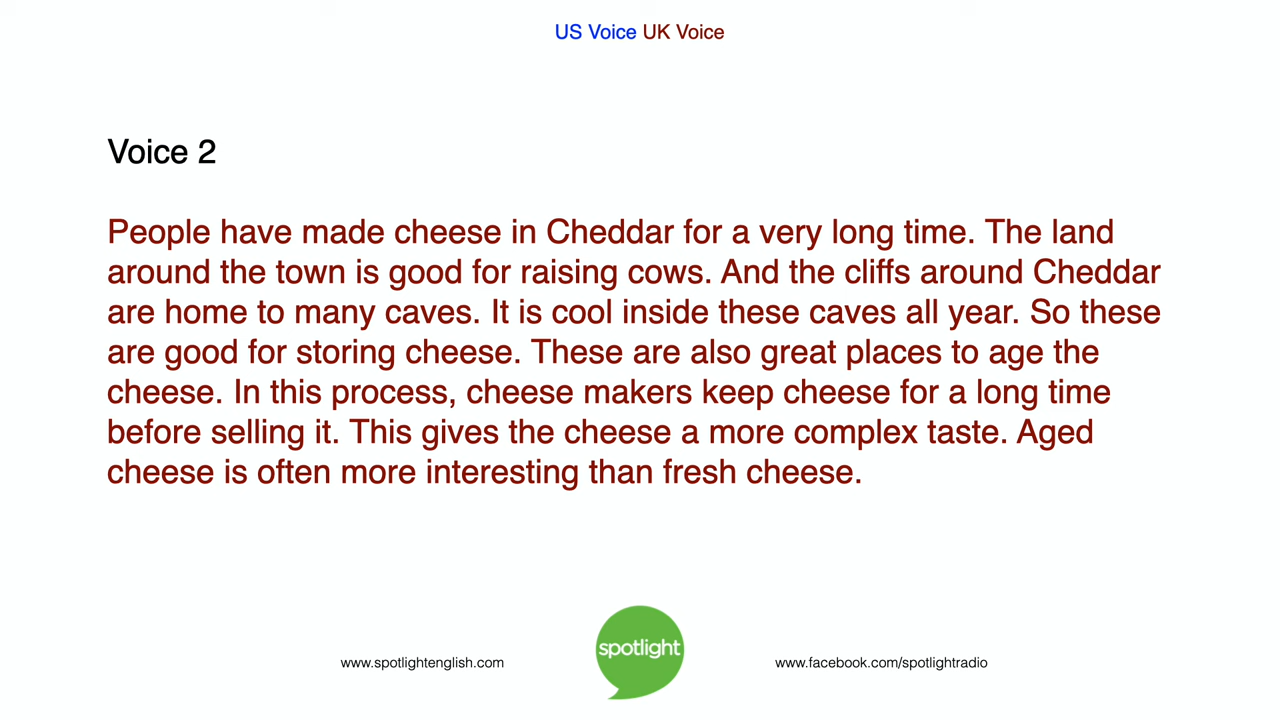 US Voice UK Voice
Voice 2
People have made cheese in Cheddar for a very long time. The land
around the town is good for raising cows. And the cliffs around Cheddar
are home to many caves. It is cool inside these caves all year. So these
are good for storing cheese. These are also great places to age the
cheese. In this process, cheese makers keep cheese for a long time
before selling it. This gives the cheese a more complex taste. Aged
cheese is often more interesting than fresh cheese.
www.spotlightenglish.com
spotlight
www.facebook.com/spotlightradio